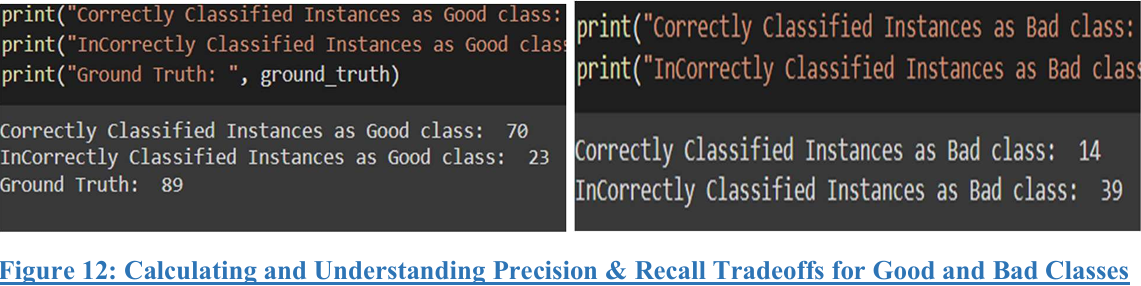 print("Correctly Classified Instances as Good class:
print("InCorrectly Classified Instances as Good clas
print("Ground Truth: ", ground_truth)
Correctly Classified Instances as Good class:  70
InCorrectly Classified Instances as Good class:  23
Ground Truth:  89
print("Correctly Classified Instances as Bad class:
print("InCorrectly Classified Instances as Bad clas
Correctly Classified Instances as Bad class:  14
InCorrectly Classified Instances as Bad class:  39
Figure 12: Calculating and Understanding Precision & Recall Tradeoffs for Good and Bad Classes